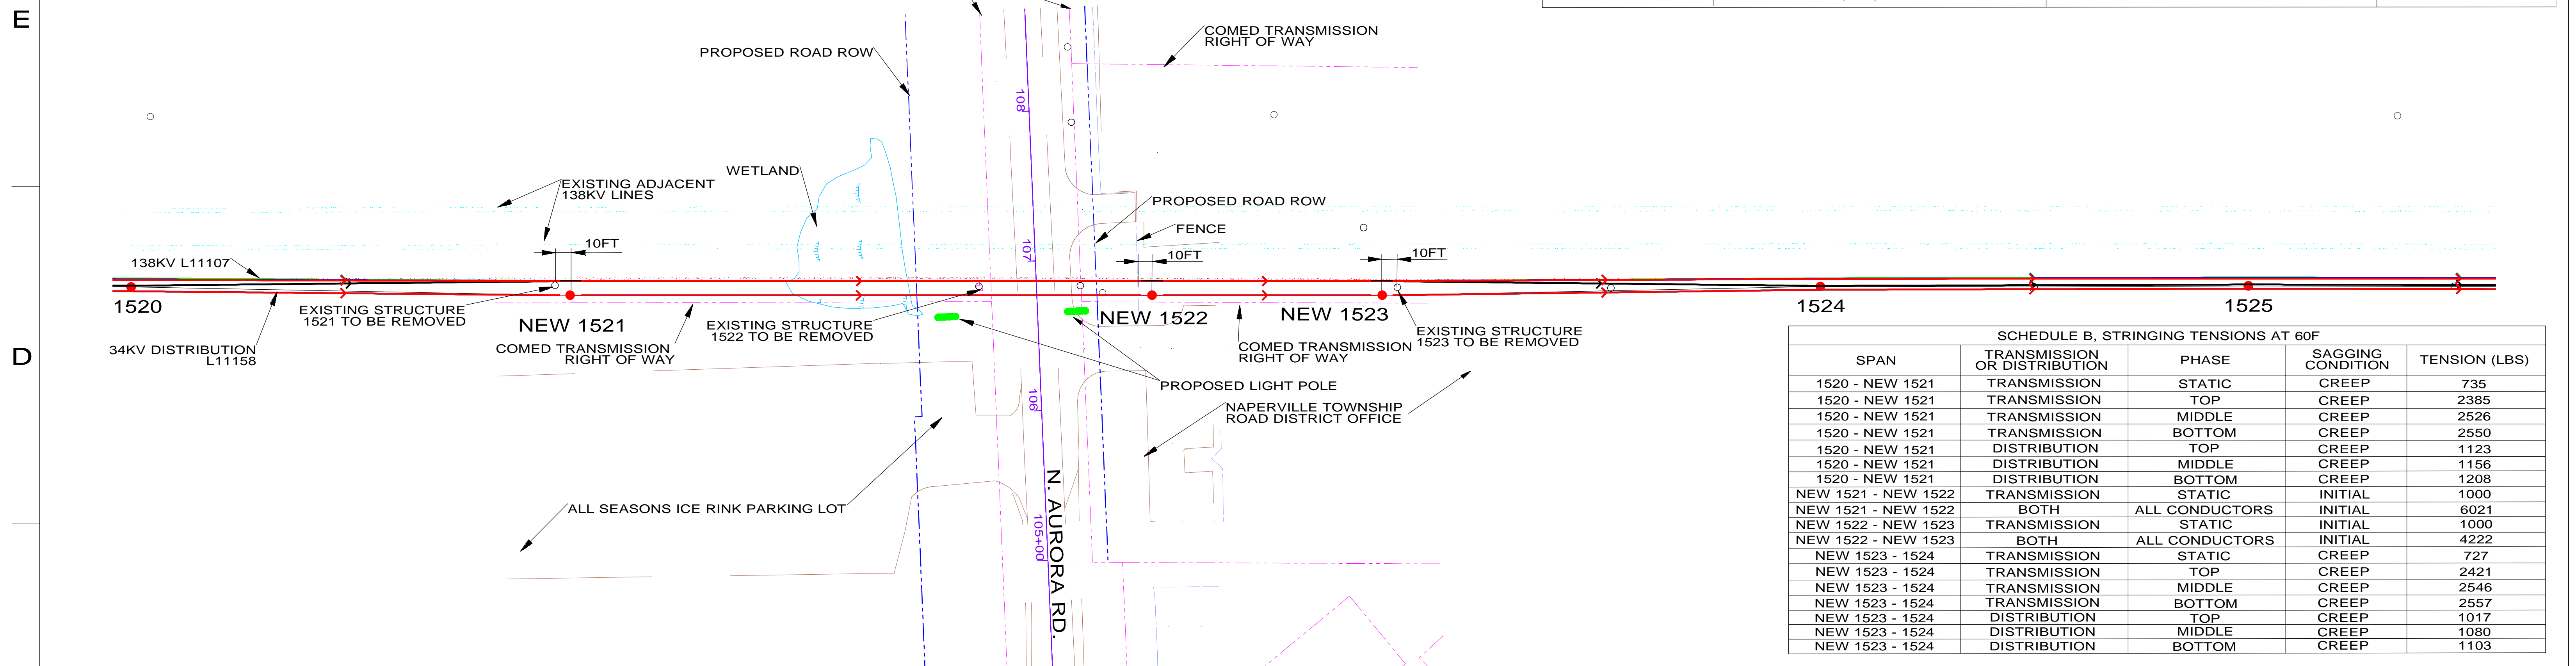 E
COMED TRANSMISSION
RIGHT OF WAY
PROPOSED ROAD ROW
108
WETLAND
EXISTING ADJACENT
138KV LINES
PROPOSED ROAD ROW
FENCE
107
10FT
10FT
10FT
138KV L11107
1520
EXISTING STRUCTURE
1521 TO BE REMOVED
NEW 1521
EXISTING STRUCTURE
1522 TO BE REMOVED
NEW 1522
NEW 1523
EXISTING STRUCTURE
1523 TO BE REMOVED
1524
1525
D
34KV DISTRIBUTION
L11158
COMED TRANSMISSION
RIGHT OF WAY
COMED TRANSMISSION
RIGHT OF WAY
PROPOSED LIGHT POLE
106
NAPERVILLE TOWNSHIP
ROAD DISTRICT OFFICE
ALL SEASONS ICE RINK PARKING LOT
105+00
N. AURORA RD.
SCHEDULE B, STRINGING TENSIONS AT 60F
SPAN TRANSMISSION OR DISTRIBUTION PHASE SAGGING CONDITION TENSION (LBS)
1520 - NEW 1521 TRANSMISSION STATIC CREEP 735
1520 - NEW 1521 TRANSMISSION TOP CREEP 2385
1520 - NEW 1521 TRANSMISSION MIDDLE CREEP 2526
1520 - NEW 1521 TRANSMISSION BOTTOM CREEP 2550
1520 - NEW 1521 DISTRIBUTION TOP CREEP 1123
1520 - NEW 1521 DISTRIBUTION MIDDLE CREEP 1156
1520 - NEW 1521 DISTRIBUTION BOTTOM CREEP 1208
NEW 1521 - NEW 1522 TRANSMISSION STATIC INITIAL 1000
NEW 1521 - NEW 1522 BOTH ALL CONDUCTORS INITIAL 6021
NEW 1522 - NEW 1523 TRANSMISSION STATIC INITIAL 1000
NEW 1522 - NEW 1523 BOTH ALL CONDUCTORS INITIAL 4222
NEW 1523 - 1524 TRANSMISSION STATIC CREEP 727
NEW 1523 - 1524 TRANSMISSION TOP CREEP 2421
NEW 1523 - 1524 TRANSMISSION MIDDLE CREEP 2546
NEW 1523 - 1524 TRANSMISSION BOTTOM CREEP 2557
NEW 1523 - 1524 DISTRIBUTION TOP CREEP 1017
NEW 1523 - 1524 DISTRIBUTION MIDDLE CREEP 1080
NEW 1523 - 1524 DISTRIBUTION BOTTOM CREEP 1103